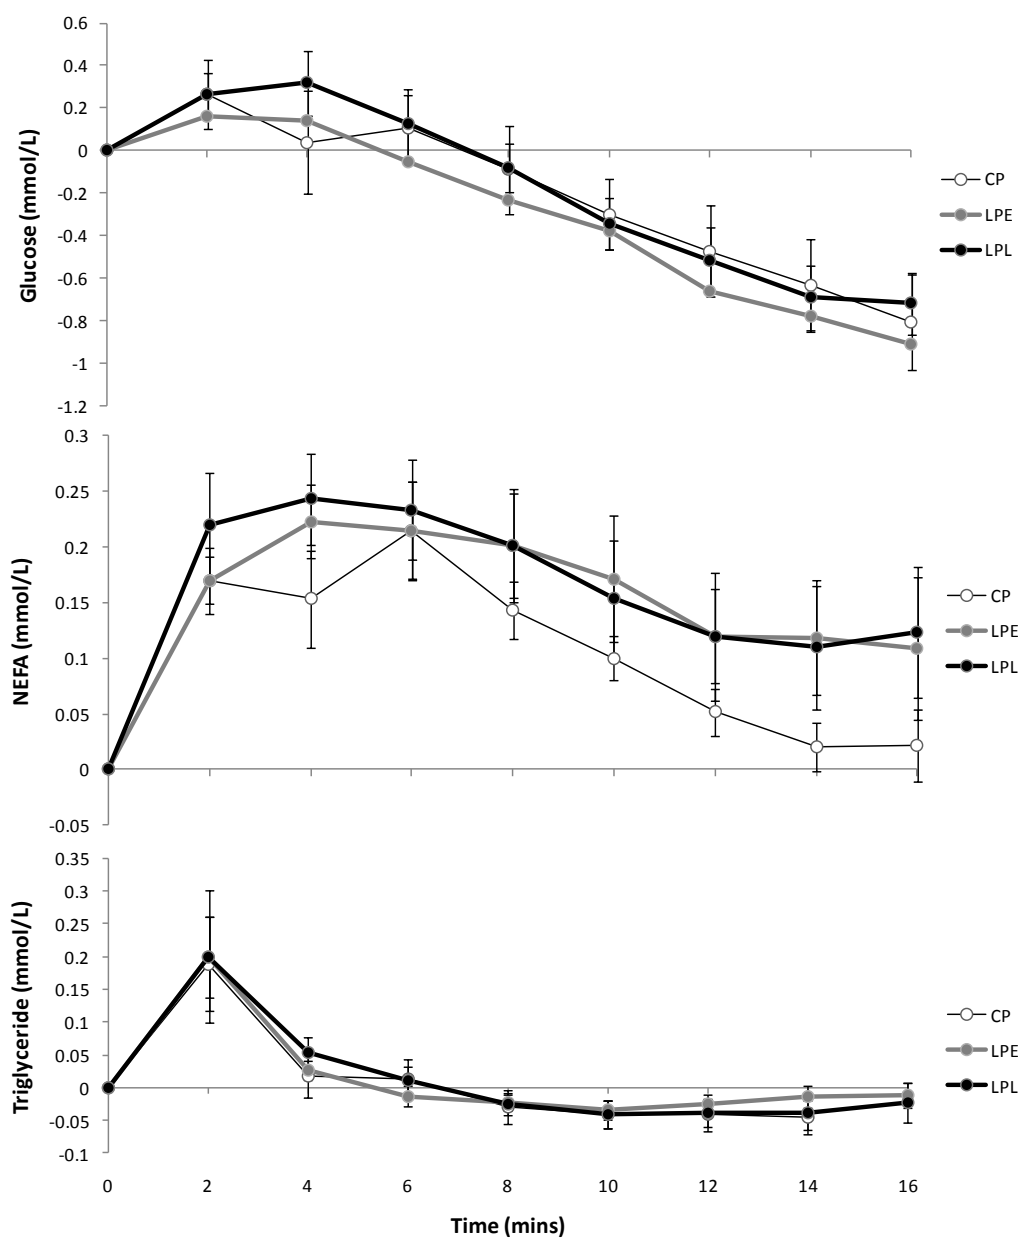 0.6
0.4
0.2
0
-0.2
-0.4
-0.6
-0.8
-1
-1.2
Glucose (mmol/L)
CP
LPE
LPL
0.3
0.25
0.2
0.15
0.1
0.05
0
-0.05
NEFA (mmol/L)
CP
LPE
LPL
0.35
0.3
0.25
0.2
0.15
0.1
0.05
0
-0.05
-0.1
Triglyceride (mmol/L)
CP
LPE
LPL
0 2 4 6 8 10 12 14 16
Time (mins)